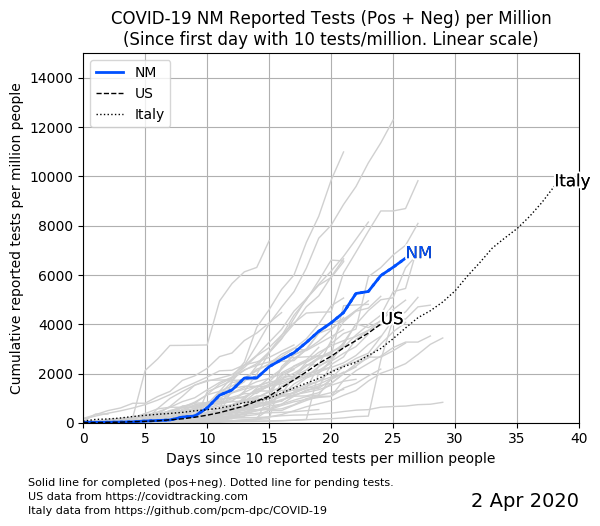 COVID-19 NM Reported Tests (Pos + Neg) per Million
(Since first day with 10 tests/million. Linear scale)
Cumulative reported tests per million people
14000
12000
10000
8000
6000
4000
2000
0
NM
US
Italy
Italy
NM
US
0 5 10 15 20 25 30 35 40
Days since 10 reported tests per million people
Solid line for completed (pos+neg). Dotted line for pending tests.
US data from https://covidtracking.com
Italy data from https://github.com/pcm-dpc/COVID-19
2 Apr 2020